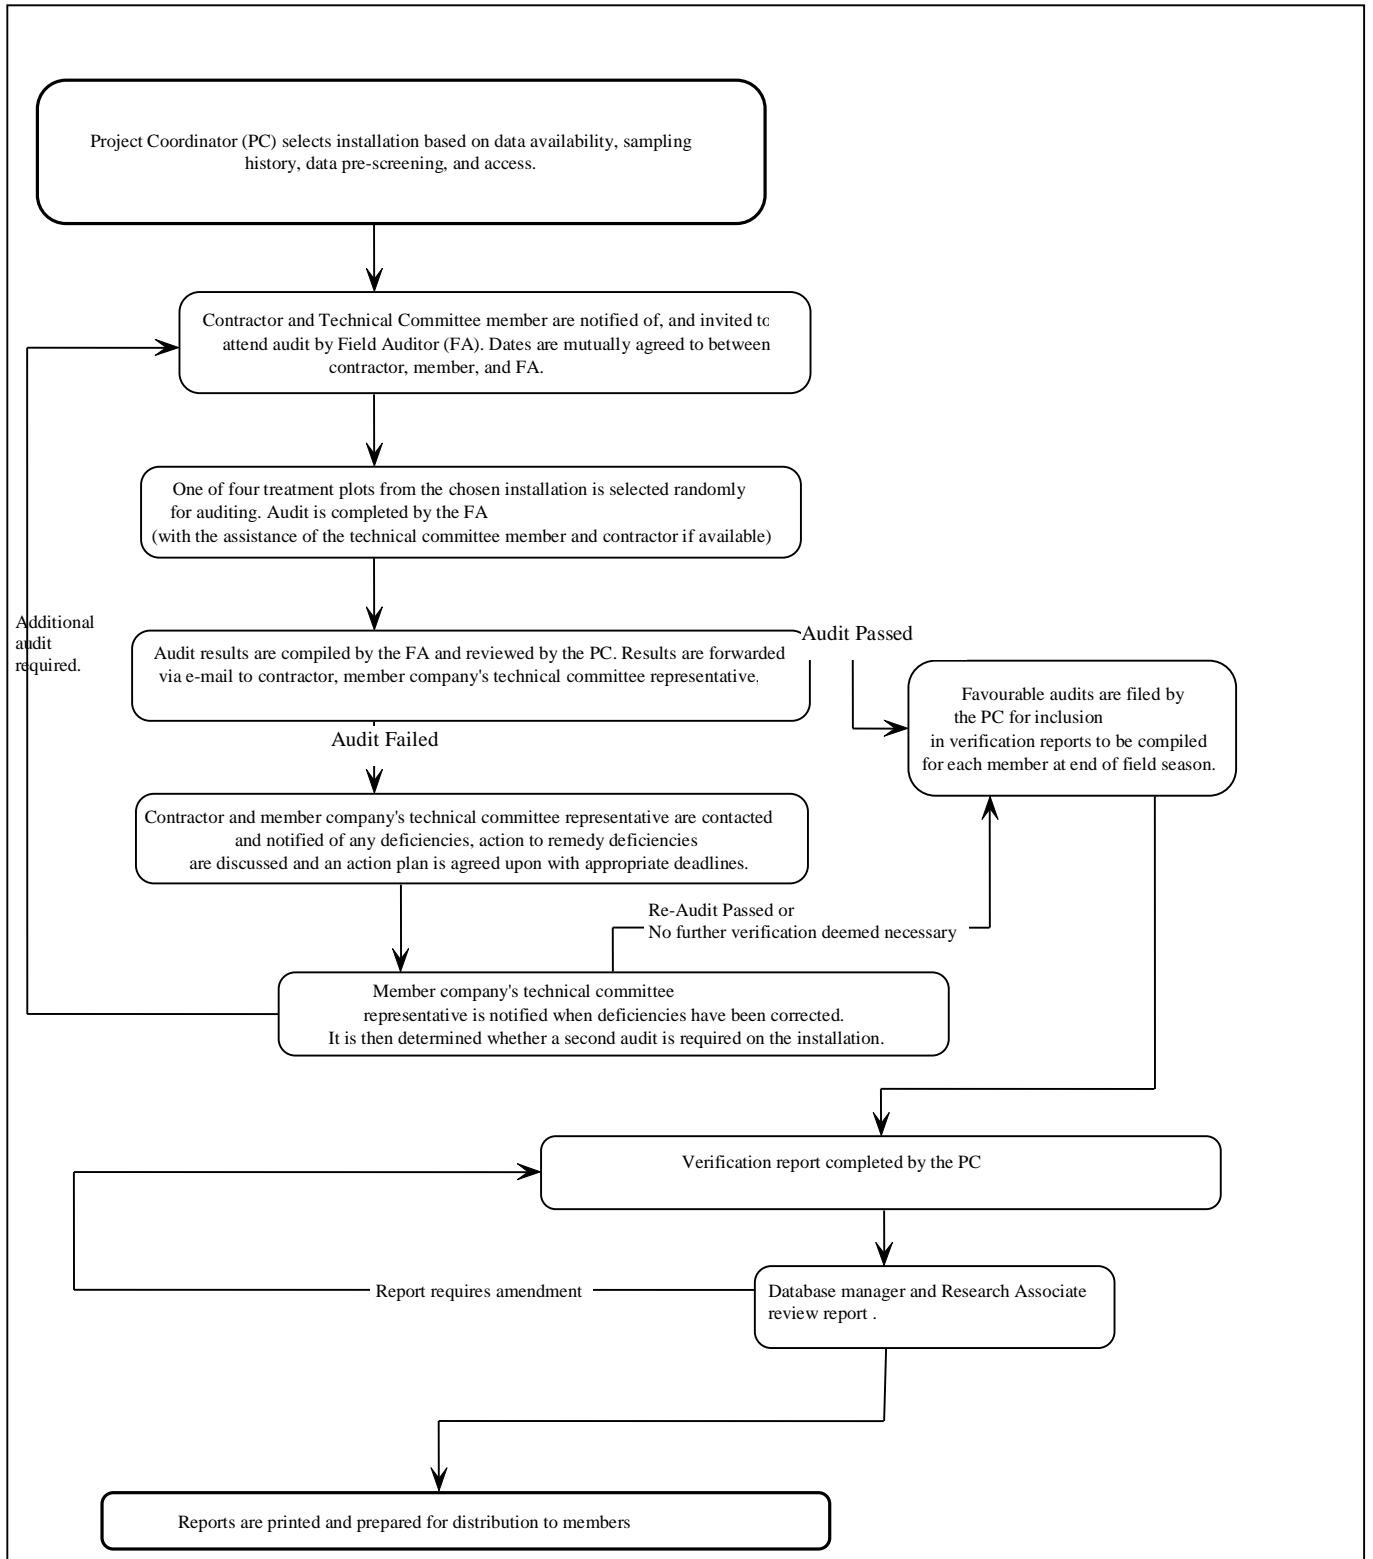 Project Coordinator (PC) selects installation based on data availability, sampling
history, data pre-screening, and access.
Contractor and Technical Committee member are notified of, and invited to
attend audit by Field Auditor (FA). Dates are mutually agreed to between
contractor, member, and FA.
One of four treatment plots from the chosen installation is selected randomly
for auditing. Audit is completed by the FA
(with the assistance of the technical committee member and contractor if available)
Additional
audit
required.
Audit Passed
Audit results are compiled by the FA and reviewed by the PC. Results are forwarded
via e-mail to contractor, member company's technical committee representative.
Favourable audits are filed by
the PC for inclusion
in verification reports to be compiled
for each member at end of field season.
Audit Failed
Contractor and member company's technical committee representative are contacted
and notified of any deficiencies, action to remedy deficiencies
are discussed and an action plan is agreed upon with appropriate deadlines.
Re-Audit Passed or
No further verification deemed necessary
Member company's technical committee
representative is notified when deficiencies have been corrected.
It is then determined whether a second audit is required on the installation.
Verification report completed by the PC
Report requires amendment
Database manager and Research Associate
review report .
Reports are printed and prepared for distribution to members